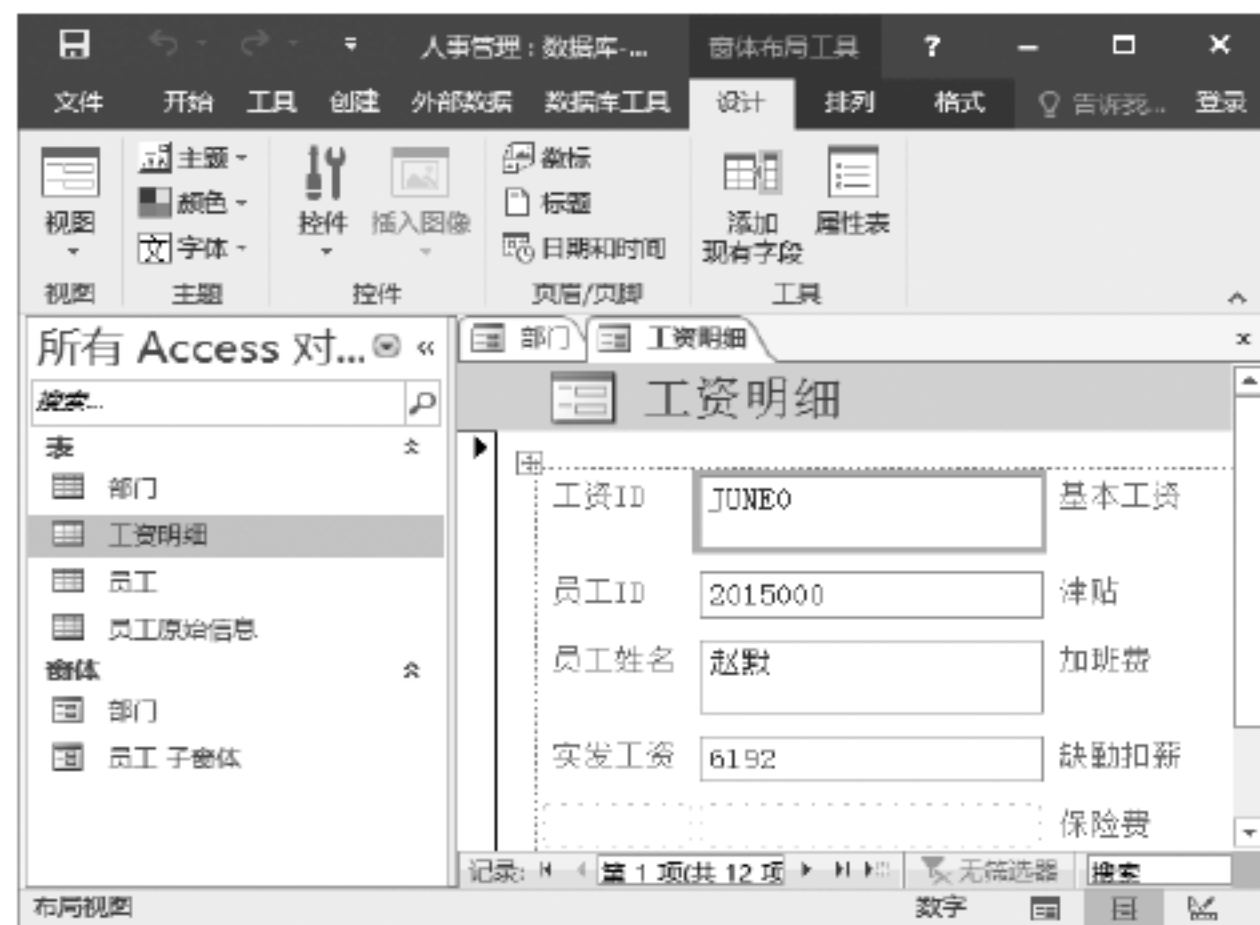 人事管理：数据库-... 窗体布局工具 ?
文件 开始 工具 创建 外部数据 数据库工具 设计 排列 格式 告诉我... 登录
主题
颜色
文 字体
视图
控件
插入图像
徽标
标题
日期和时间
添加
现有字段
属性表
视图 主题 控件 页眉/页脚 工具
所有 Access 对... «
搜索...
表
部门
工资明细
员工
员工原始信息
窗体
部门
员工 子窗体
部门 工资明细
工资明细
工资ID JUNE0 基本工资
员工ID 2015000 津贴
员工姓名 赵默 加班费
实发工资 6192 缺勤扣薪
保险费
记录: 第 1 项(共 12 项 无筛选器 搜索
布局视图 数字